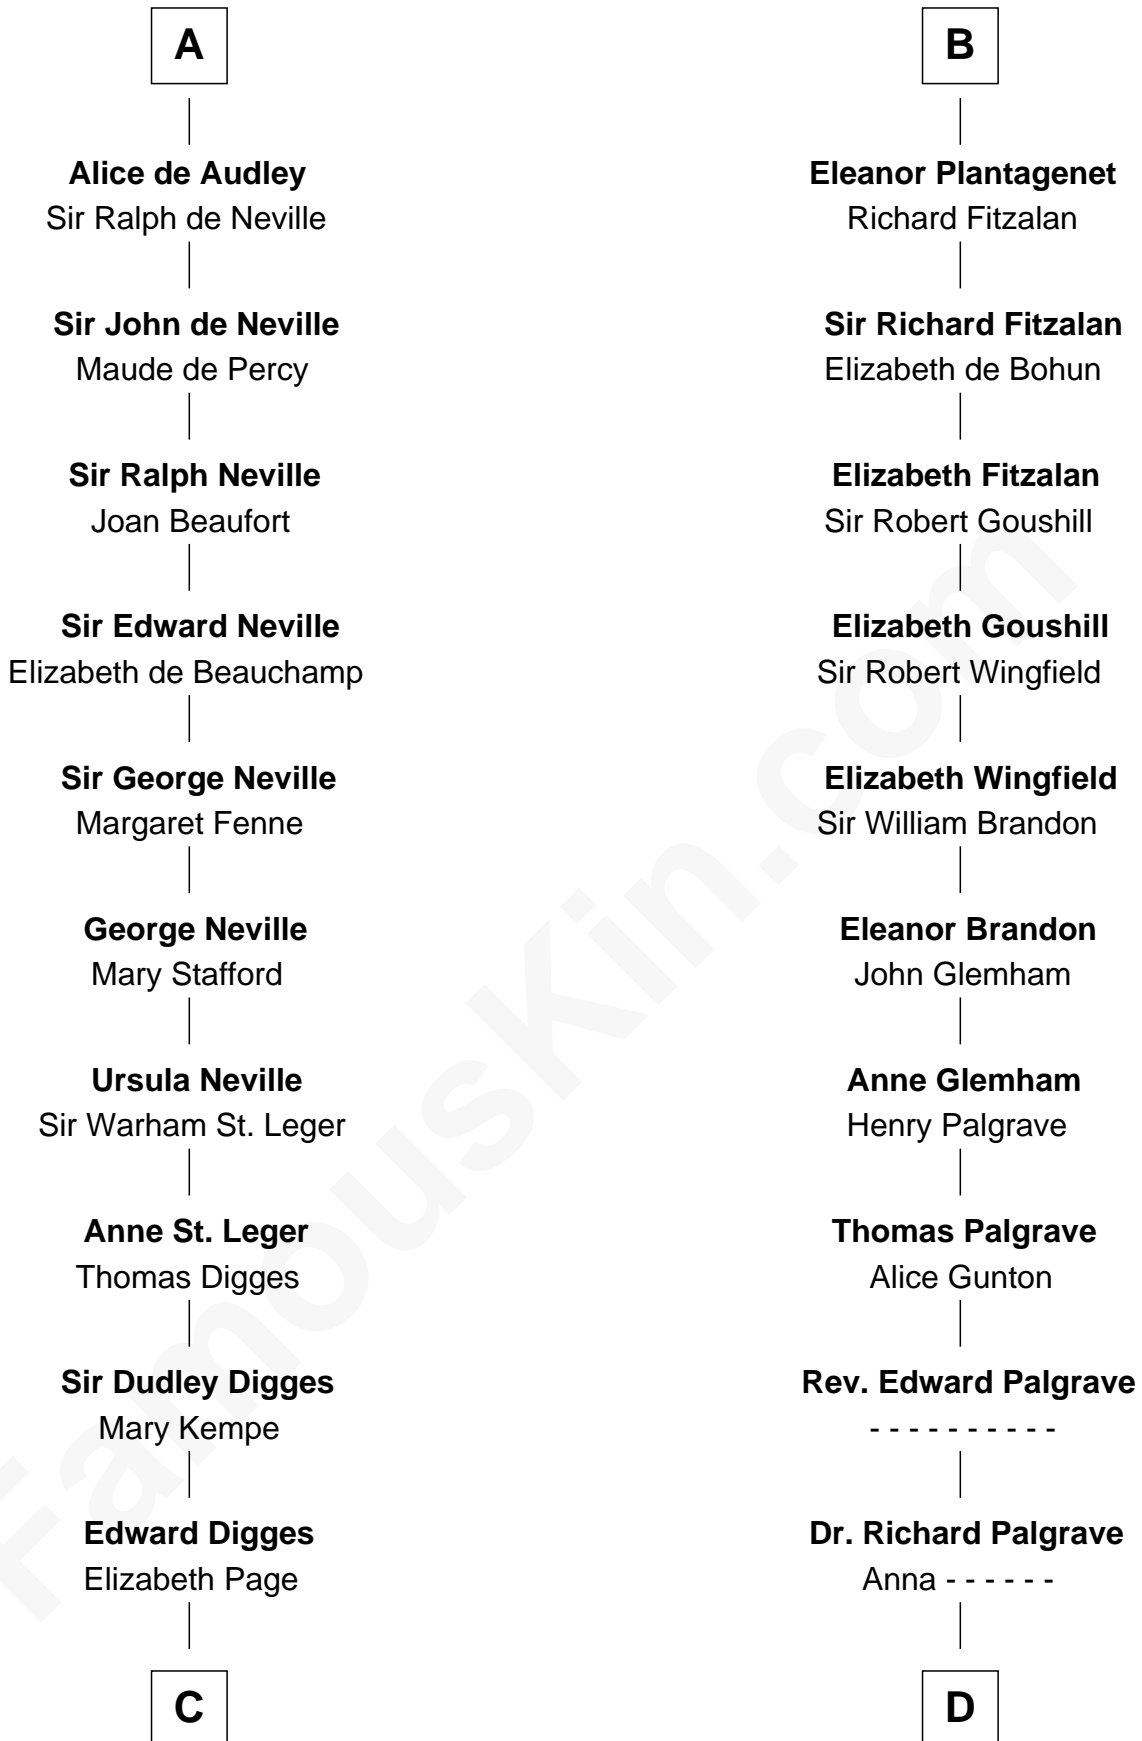 A
Alice de Audley
Sir Ralph de Neville
Sir John de Neville
Maude de Percy
Sir Ralph Neville
Joan Beaufort
Sir Edward Neville
Elizabeth de Beauchamp
Sir George Neville
Margaret Fenne
George Neville
Mary Stafford
Ursula Neville
Sir Warham St. Leger
Anne St. Leger
Thomas Digges
Sir Dudley Digges
Mary Kempe
Edward Digges
Elizabeth Page
C
B
Eleanor Plantagenet
Richard Fitzalan
Sir Richard Fitzalan
Elizabeth de Bohun
Elizabeth Fitzalan
Sir Robert Goushill
Elizabeth Goushill
Sir Robert Wingfield
Elizabeth Wingfield
Sir William Brandon
Eleanor Brandon
John Glemham
Anne Glemham
Henry Palgrave
Thomas Palgrave
Alice Gunton
Rev. Edward Palgrave
- - - - - - - - - -
Dr. Richard Palgrave
Anna - - - - - -
D
FamousKin.com